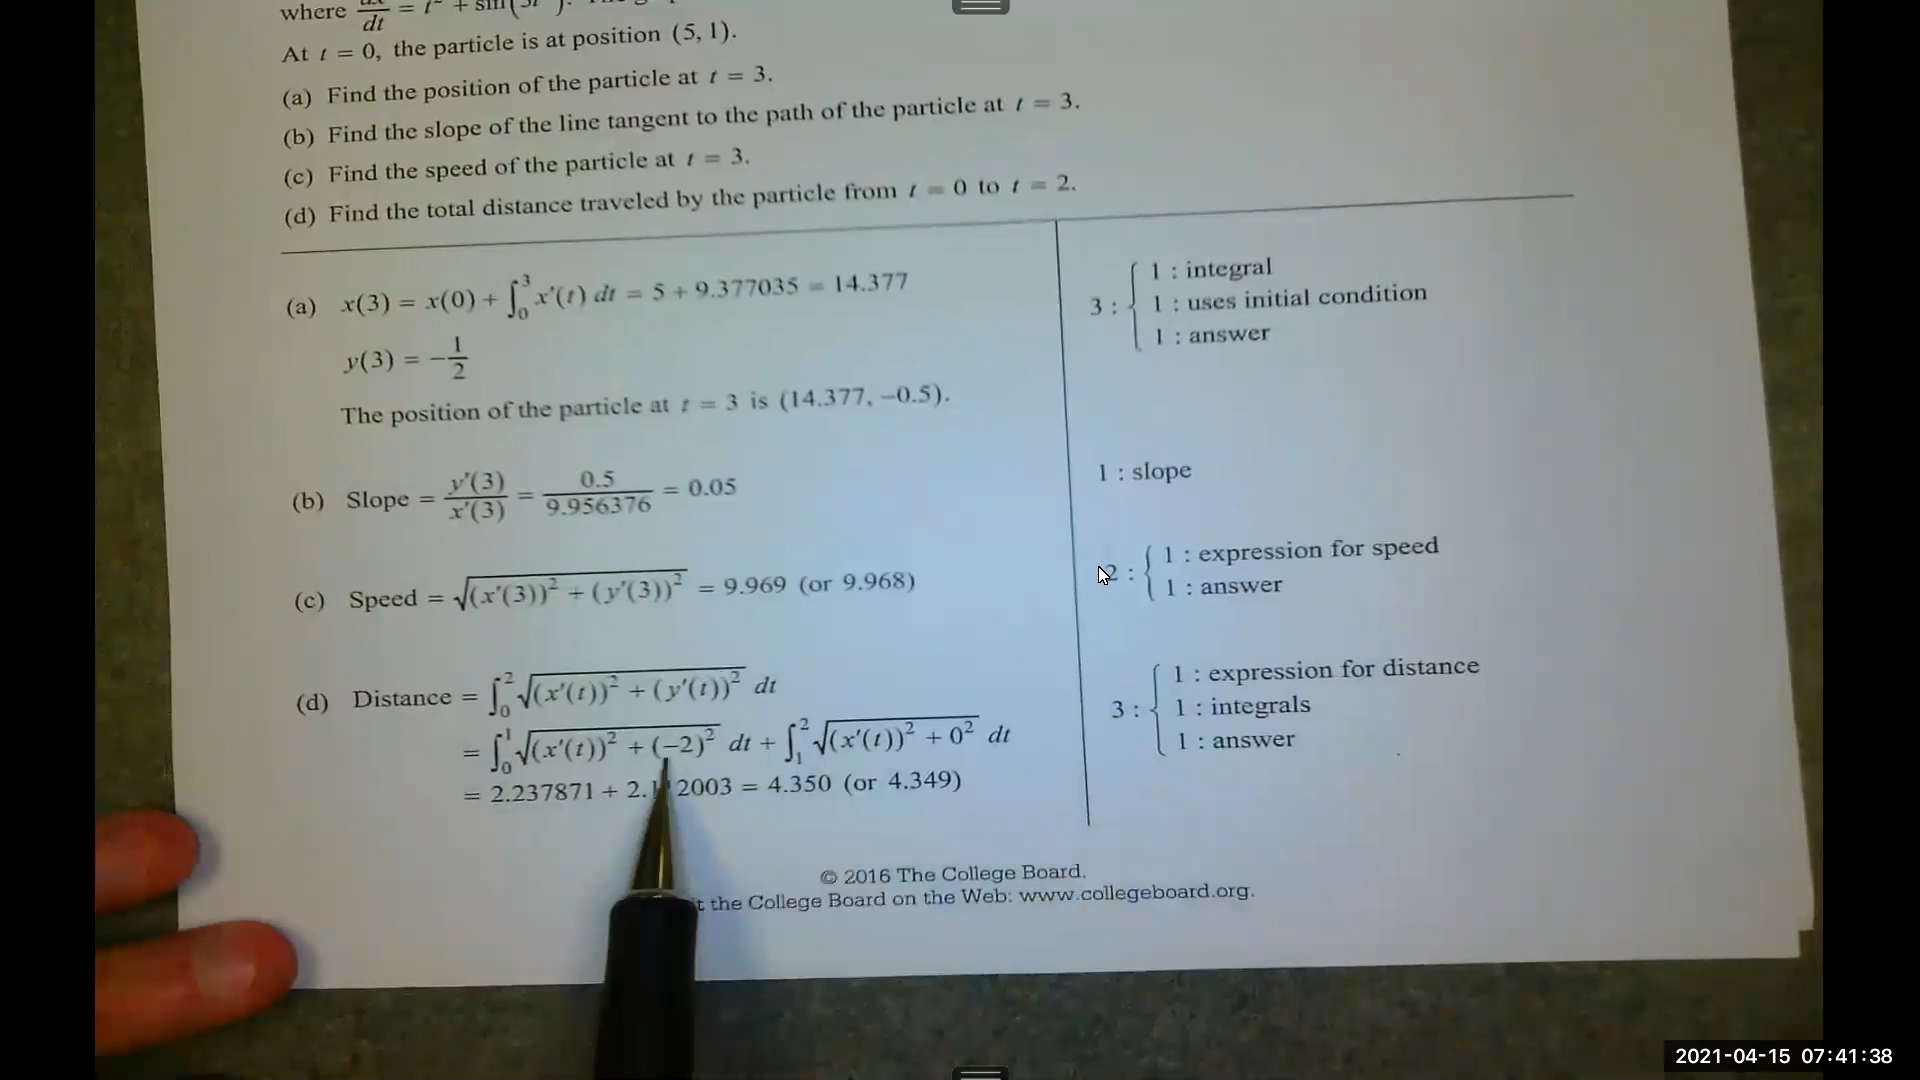 where dx/dt = t² + sin(3t²).
At t = 0, the particle is at position (5, 1).
(a) Find the position of the particle at t = 3.
(b) Find the slope of the line tangent to the path of the particle at t = 3.
(c) Find the speed of the particle at t = 3.
(d) Find the total distance traveled by the particle from t = 0 to t = 2.
(a) x(3) = x(0) + ∫₀³ x′(t) dt = 5 + 9.377035 = 14.377
3 : { 1 : integral
1 : uses initial condition
1 : answer
y(3) = −1/2
The position of the particle at t = 3 is (14.377, −0.5).
(b) Slope = y′(3)/x′(3) = 0.5/9.956376 = 0.05
1 : slope
(c) Speed = √((x′(3))² + (y′(3))²) = 9.969 (or 9.968)
2 : { 1 : expression for speed
1 : answer
(d) Distance = ∫₀² √((x′(t))² + (y′(t))²) dt
= ∫₀¹ √((x′(t))² + (−2)²) dt + ∫₁² √((x′(t))² + 0²) dt
= 2.237871 + 2.112003 = 4.350 (or 4.349)
3 : { 1 : expression for distance
1 : integrals
1 : answer
© 2016 The College Board.
the College Board on the Web: www.collegeboard.org.
2021-04-15 07:41:38